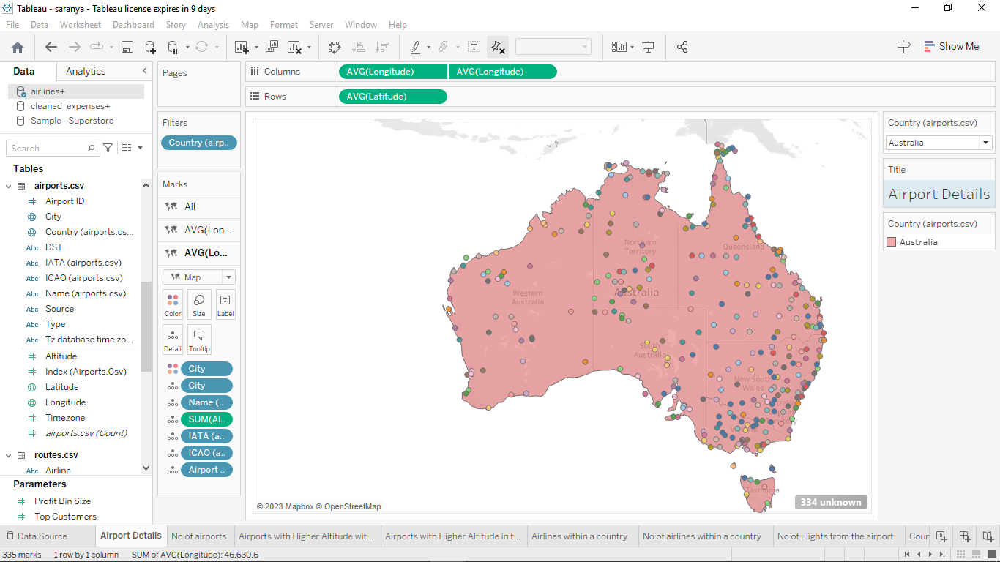 Tableau - saranya - Tableau license expires in 9 days
File Data Worksheet Dashboard Story Analysis Map Format Server Window Help
Show Me
Data Analytics
airlines+
cleaned_expenses+
Sample - Superstore
Search
Tables
airports.csv
# Airport ID
City
Country (airports.cs...
Abc DST
Abc IATA (airports.csv)
Abc ICAO (airports.csv)
Abc Name (airports.csv)
Abc Source
Abc Type
Abc Tz database time zo...
# Altitude
# Index (Airports.Csv)
Latitude
Longitude
# Timezone
# airports.csv (Count)
routes.csv
Abc Airline
Parameters
# Profit Bin Size
# Top Customers
Pages
Filters
Country (airp..
Marks
All
AVG(Lon...
AVG(Lo...
Map
Color Size Label
Detail Tooltip
City
City
Name (..
SUM(Al..
IATA (a..
ICAO (a..
Airport ..
Columns AVG(Longitude) AVG(Longitude)
Rows AVG(Latitude)
Northern
Territory
Queensland
Western
Australia
Australia
South
Australia
New South
Wales
Territory
Tasmania
© 2023 Mapbox © OpenStreetMap
334 unknown
Country (airports.csv)
Australia
Title
Airport Details
Country (airports.csv)
Australia
Data Source Airport Details No of airports Airports with Higher Altitude wit... Airports with Higher Altitude in t... Airlines within a country No of airlines within a country No of Flights from the airport Cour
335 marks 1 row by 1 column SUM of AVG(Longitude): 46,630.6